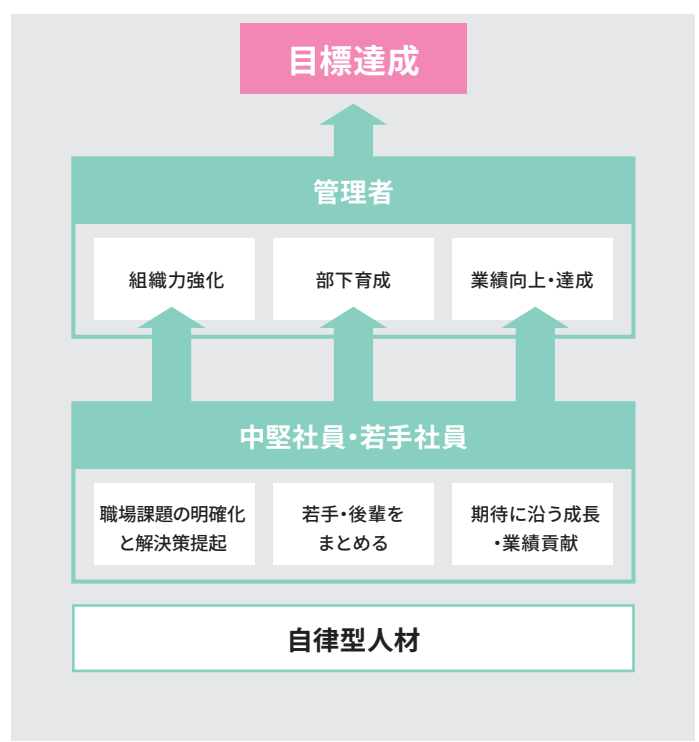 目標達成
管理者
組織力強化
部下育成
業績向上・達成
中堅社員・若手社員
職場課題の明確化
と解決策提起
若手・後輩を
まとめる
期待に沿う成長
・業績貢献
自律型人材